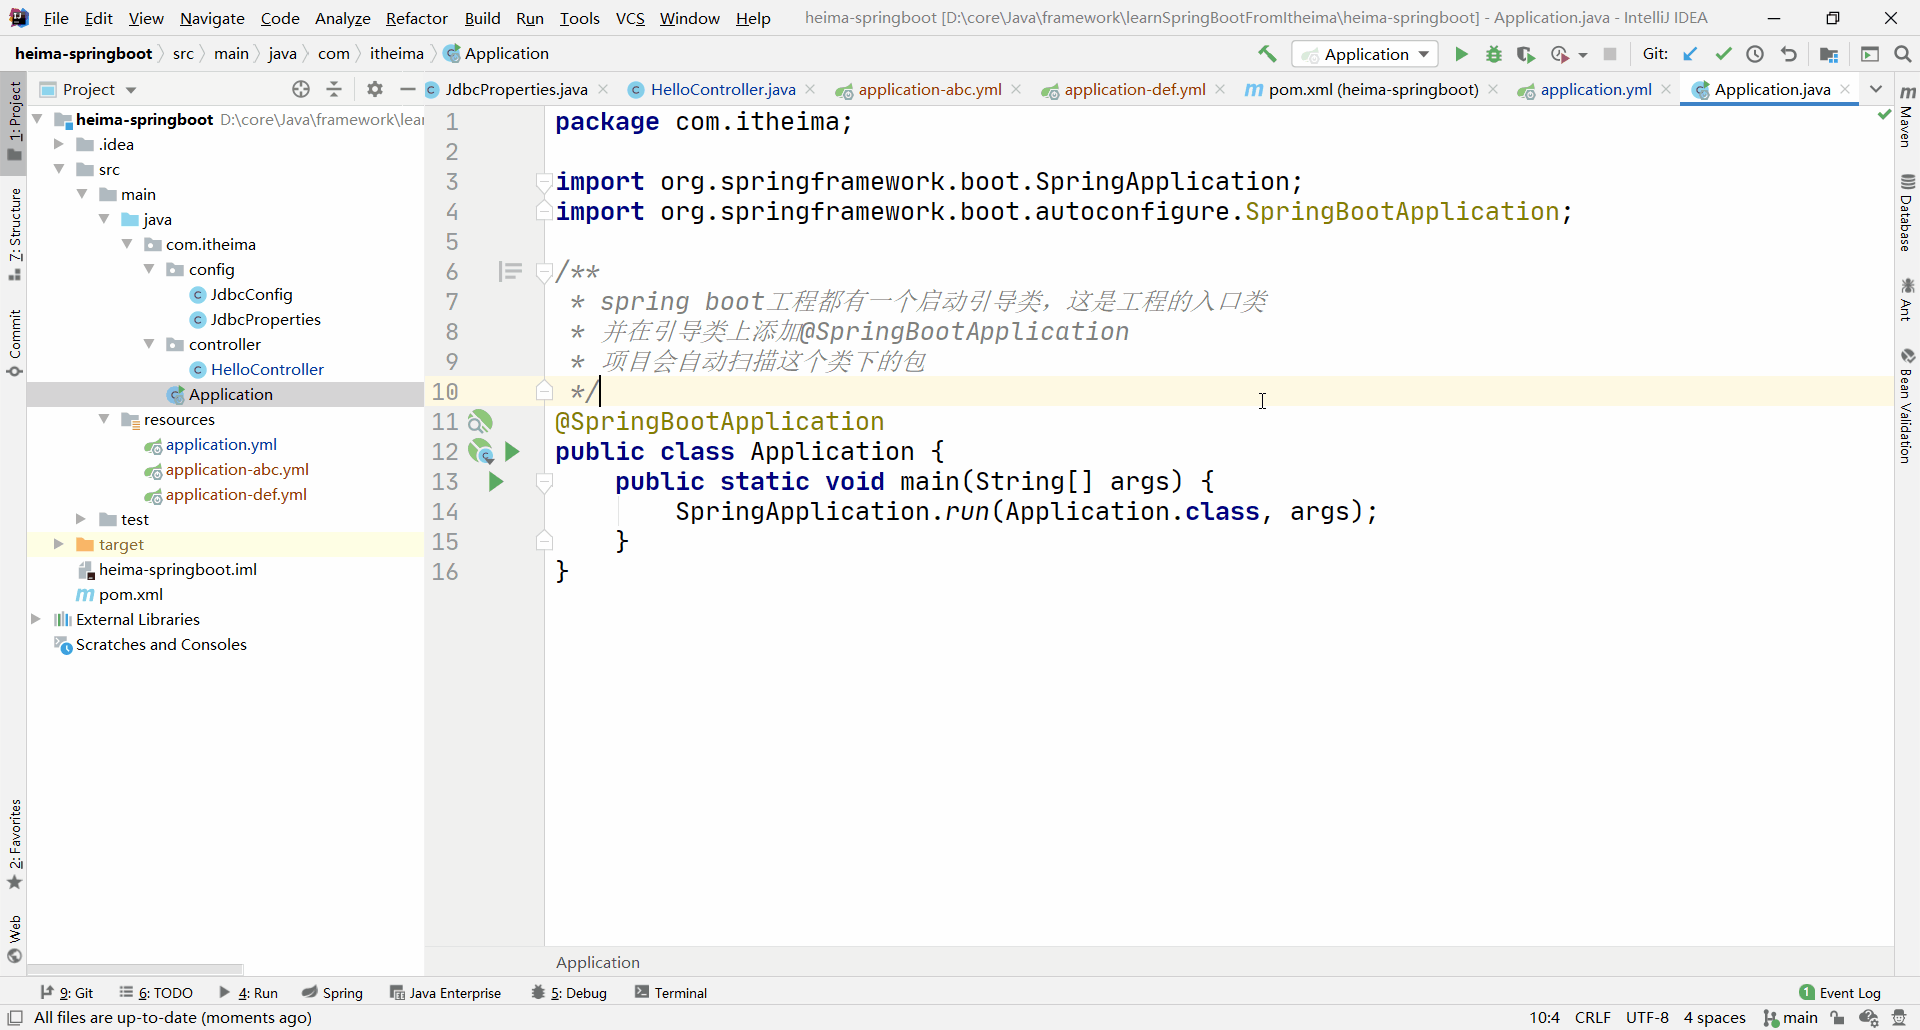 File Edit View Navigate Code Analyze Refactor Build Run Tools VCS Window Help heima-springboot [D:\core\Java\framework\learnSpringBootFromItheima\heima-springboot] - Application.java - IntelliJ IDEA
heima-springboot src main java com itheima Application Application Git:
Project JdbcProperties.java HelloController.java application-abc.yml application-def.yml pom.xml (heima-springboot) application.yml Application.java
1: Project
7: Structure
Commit
2: Favorites
Web
heima-springboot D:\core\Java\framework\lear
.idea
src
main
java
com.itheima
config
JdbcConfig
JdbcProperties
controller
HelloController
Application
resources
application.yml
application-abc.yml
application-def.yml
test
target
heima-springboot.iml
pom.xml
External Libraries
Scratches and Consoles
1 package com.itheima;
2
3 import org.springframework.boot.SpringApplication;
4 import org.springframework.boot.autoconfigure.SpringBootApplication;
5
6 /**
7 * spring boot工程都有一个启动引导类，这是工程的入口类
8 * 并在引导类上添加@SpringBootApplication
9 * 项目会自动扫描这个类下的包
10 */
11 @SpringBootApplication
12 public class Application {
13 public static void main(String[] args) {
14 SpringApplication.run(Application.class, args);
15 }
16 }
Application
Maven
Database
Ant
Bean Validation
9: Git 6: TODO 4: Run Spring Java Enterprise 5: Debug Terminal 1 Event Log
All files are up-to-date (moments ago) 10:4 CRLF UTF-8 4 spaces main